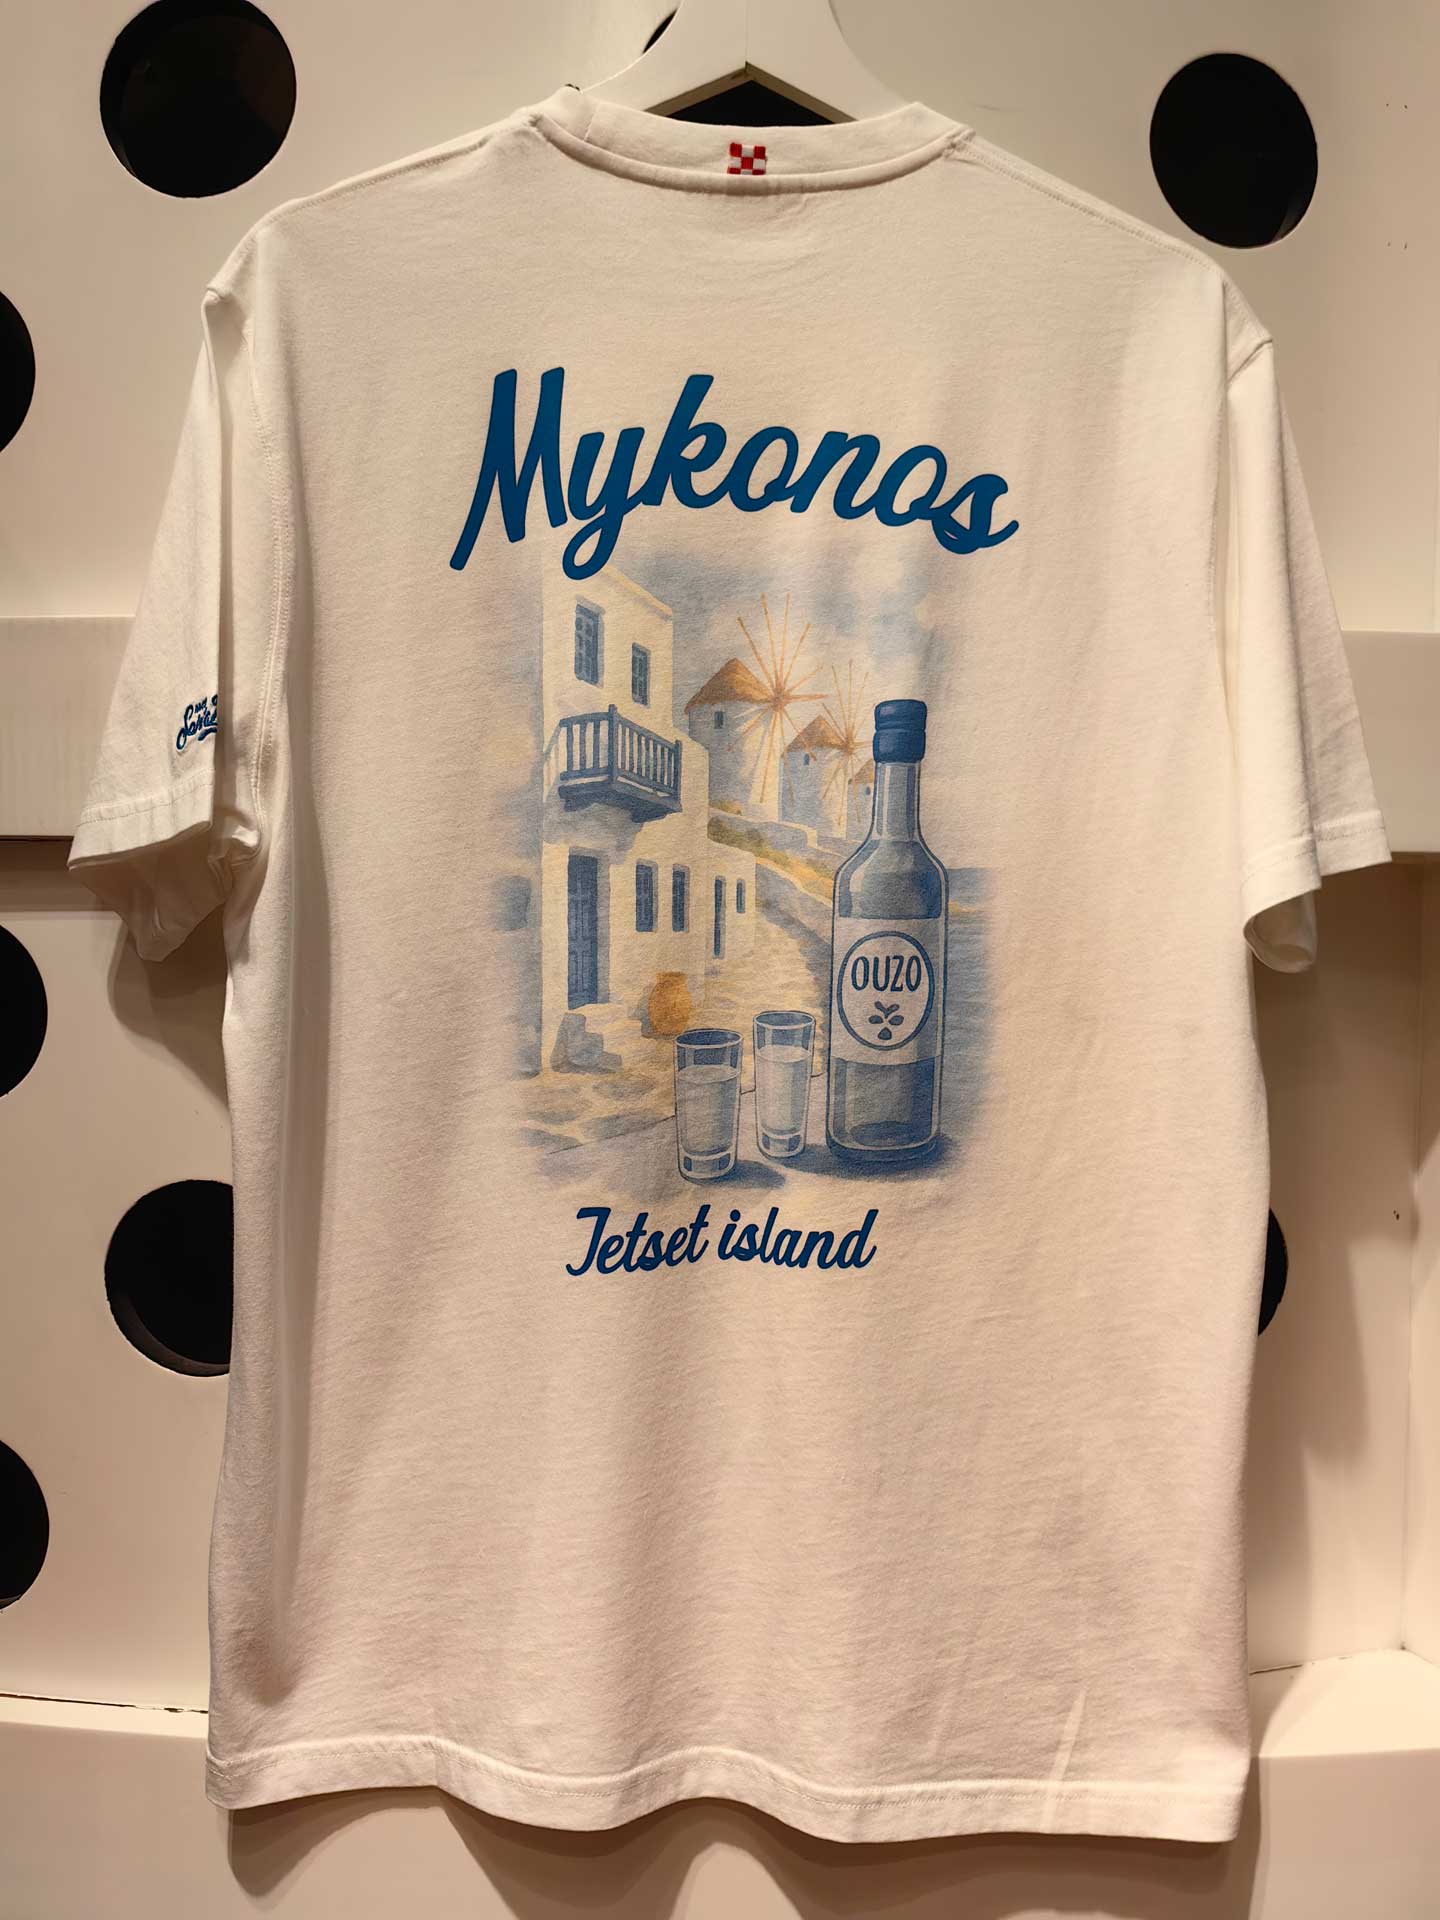 Mykonos
OUZO
Jetset island